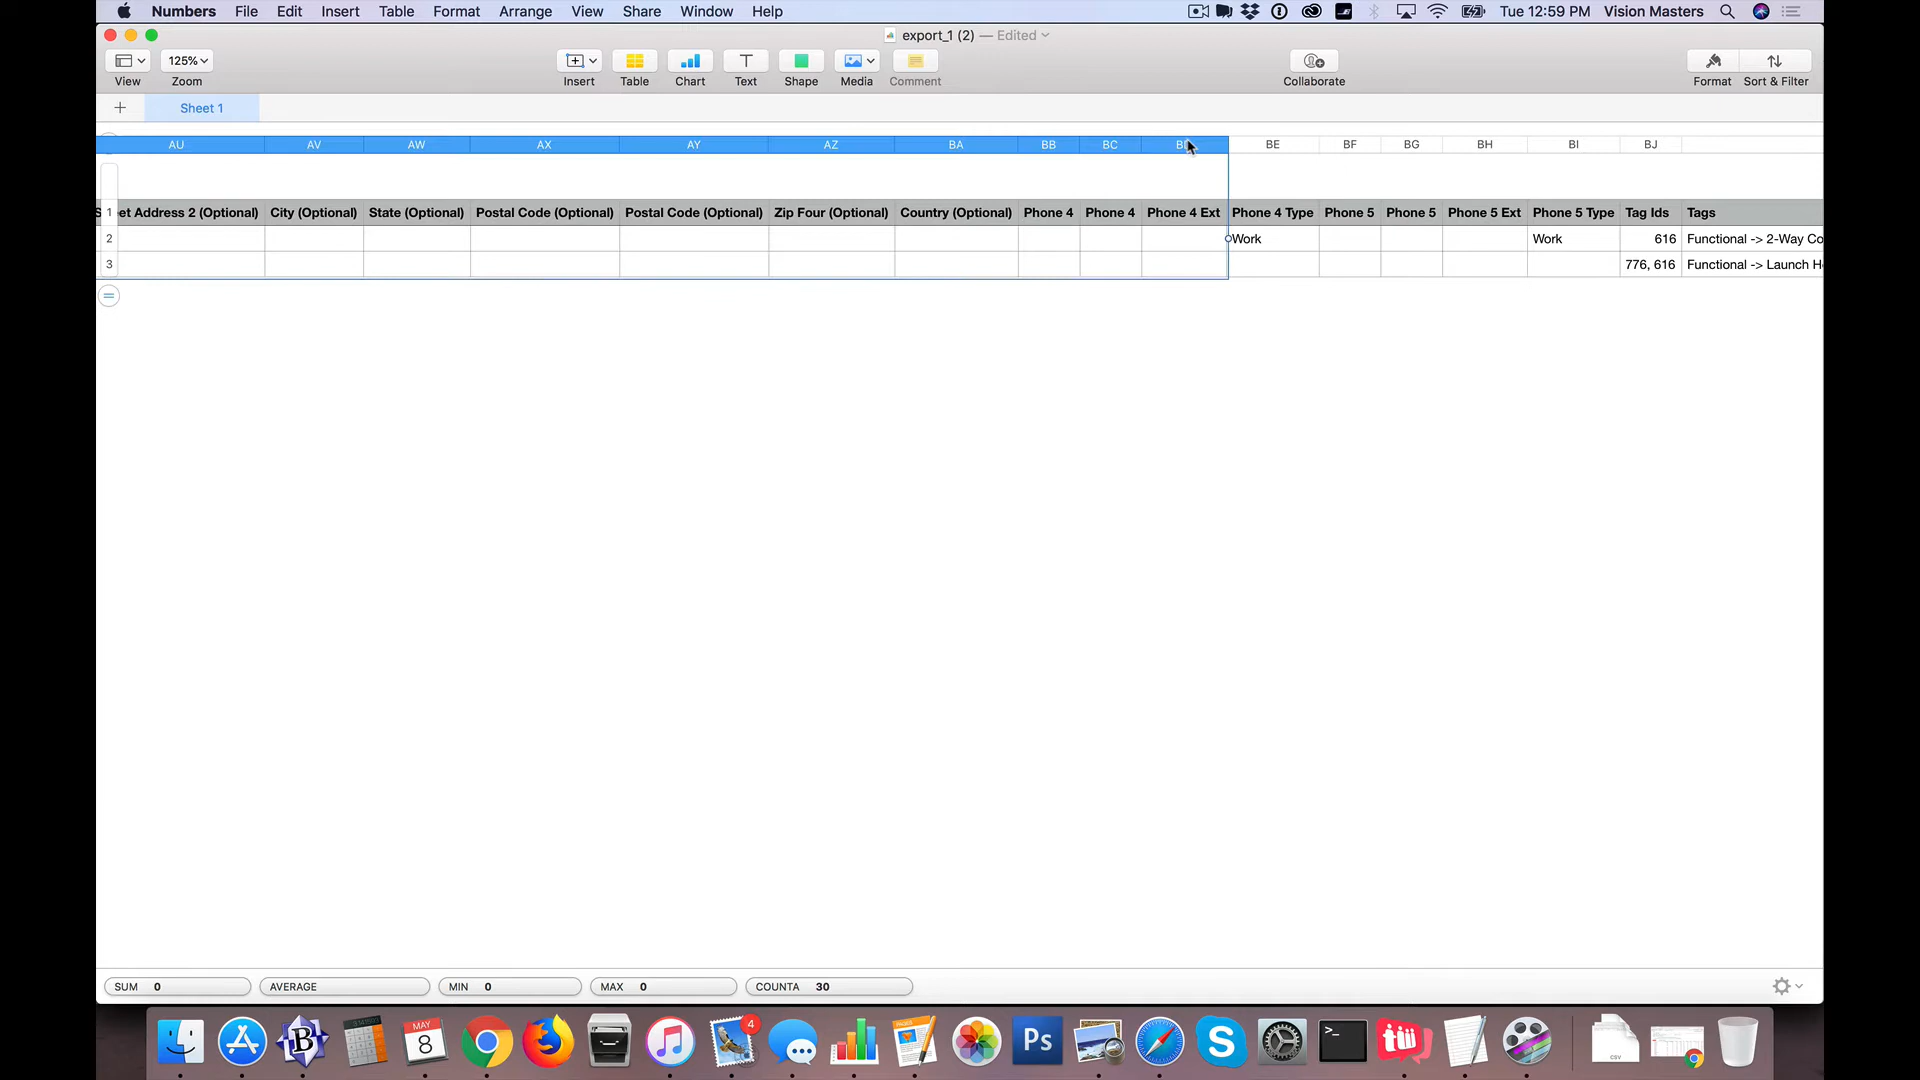 Numbers File Edit Insert Table Format Arrange View Share Window Help Tue 12:59 PM Vision Masters
export_1 (2) — Edited
125%
View Zoom Insert Table Chart Text Shape Media Comment Collaborate Format Sort & Filter
Sheet 1
AU AV AW AX AY AZ BA BB BC BE BF BG BH BI BJ
1 et Address 2 (Optional) City (Optional) State (Optional) Postal Code (Optional) Postal Code (Optional) Zip Four (Optional) Country (Optional) Phone 4 Phone 4 Phone 4 Ext Phone 4 Type Phone 5 Phone 5 Phone 5 Ext Phone 5 Type Tag Ids Tags
2 Work Work 616 Functional -> 2-Way Co
3 776, 616 Functional -> Launch H
SUM 0 AVERAGE MIN 0 MAX 0 COUNTA 30
4
MAY
8
Ps
CSV